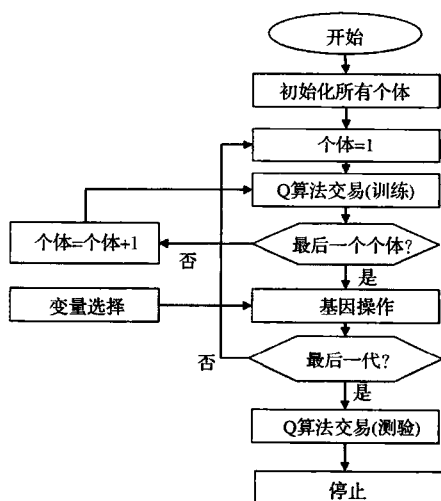 开始
初始化所有个体
个体=1
Q算法交易(训练)
个体=个体+1
否
最后一个个体?
是
变量选择
基因操作
否
最后一代?
是
Q算法交易(测验)
停止